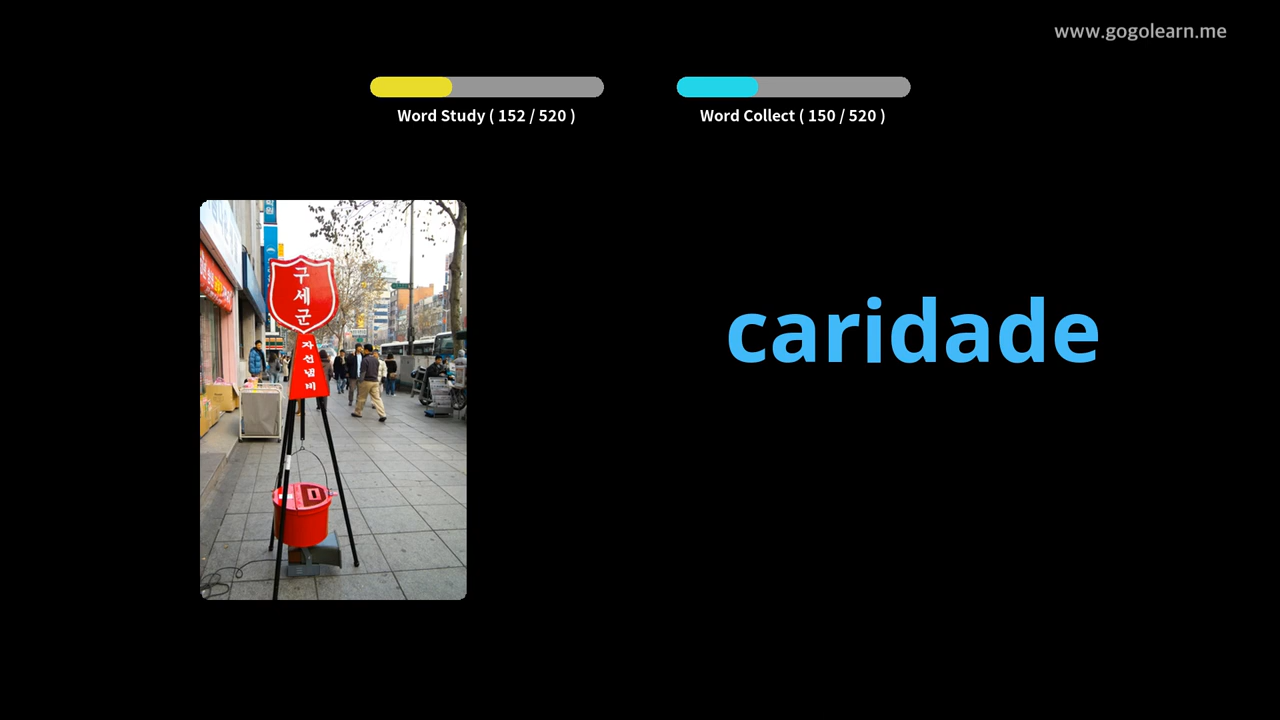 www.gogolearn.me
Word Study ( 152 / 520 )
Word Collect ( 150 / 520 )
구
세
군
자
선
냄
비
caridade